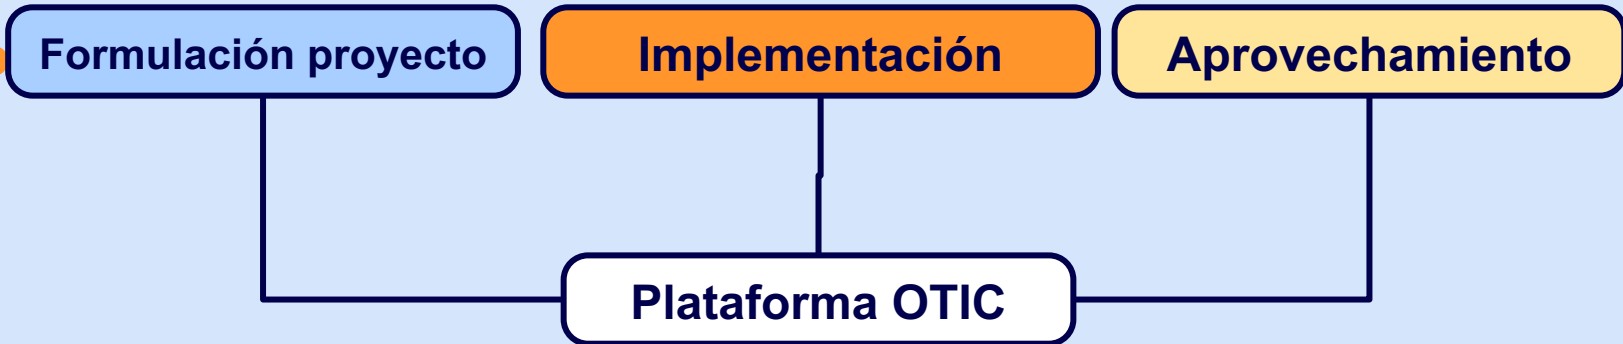 Formulación proyecto
Implementación
Aprovechamiento
Plataforma OTIC